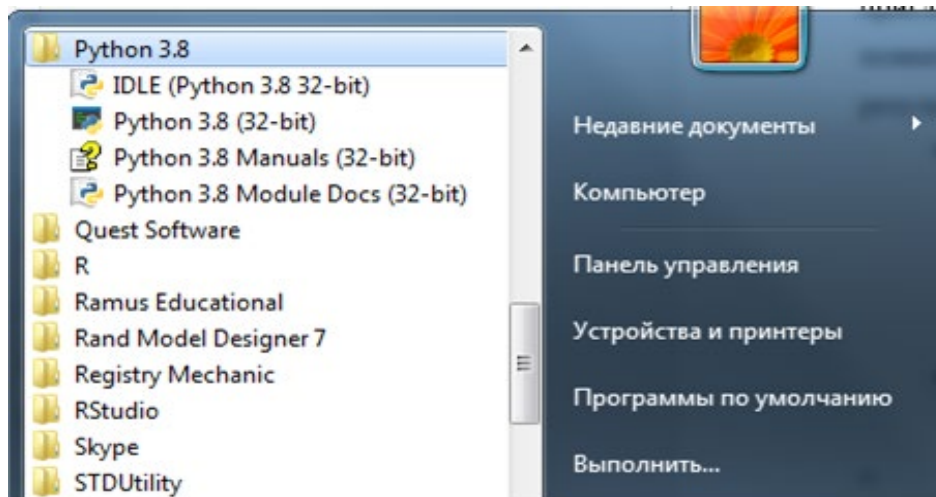 Python 3.8
IDLE (Python 3.8 32-bit)
Python 3.8 (32-bit)
Python 3.8 Manuals (32-bit)
Python 3.8 Module Docs (32-bit)
Quest Software
R
Ramus Educational
Rand Model Designer 7
Registry Mechanic
RStudio
Skype
STDUtility
Недавние документы
Компьютер
Панель управления
Устройства и принтеры
Программы по умолчанию
Выполнить...